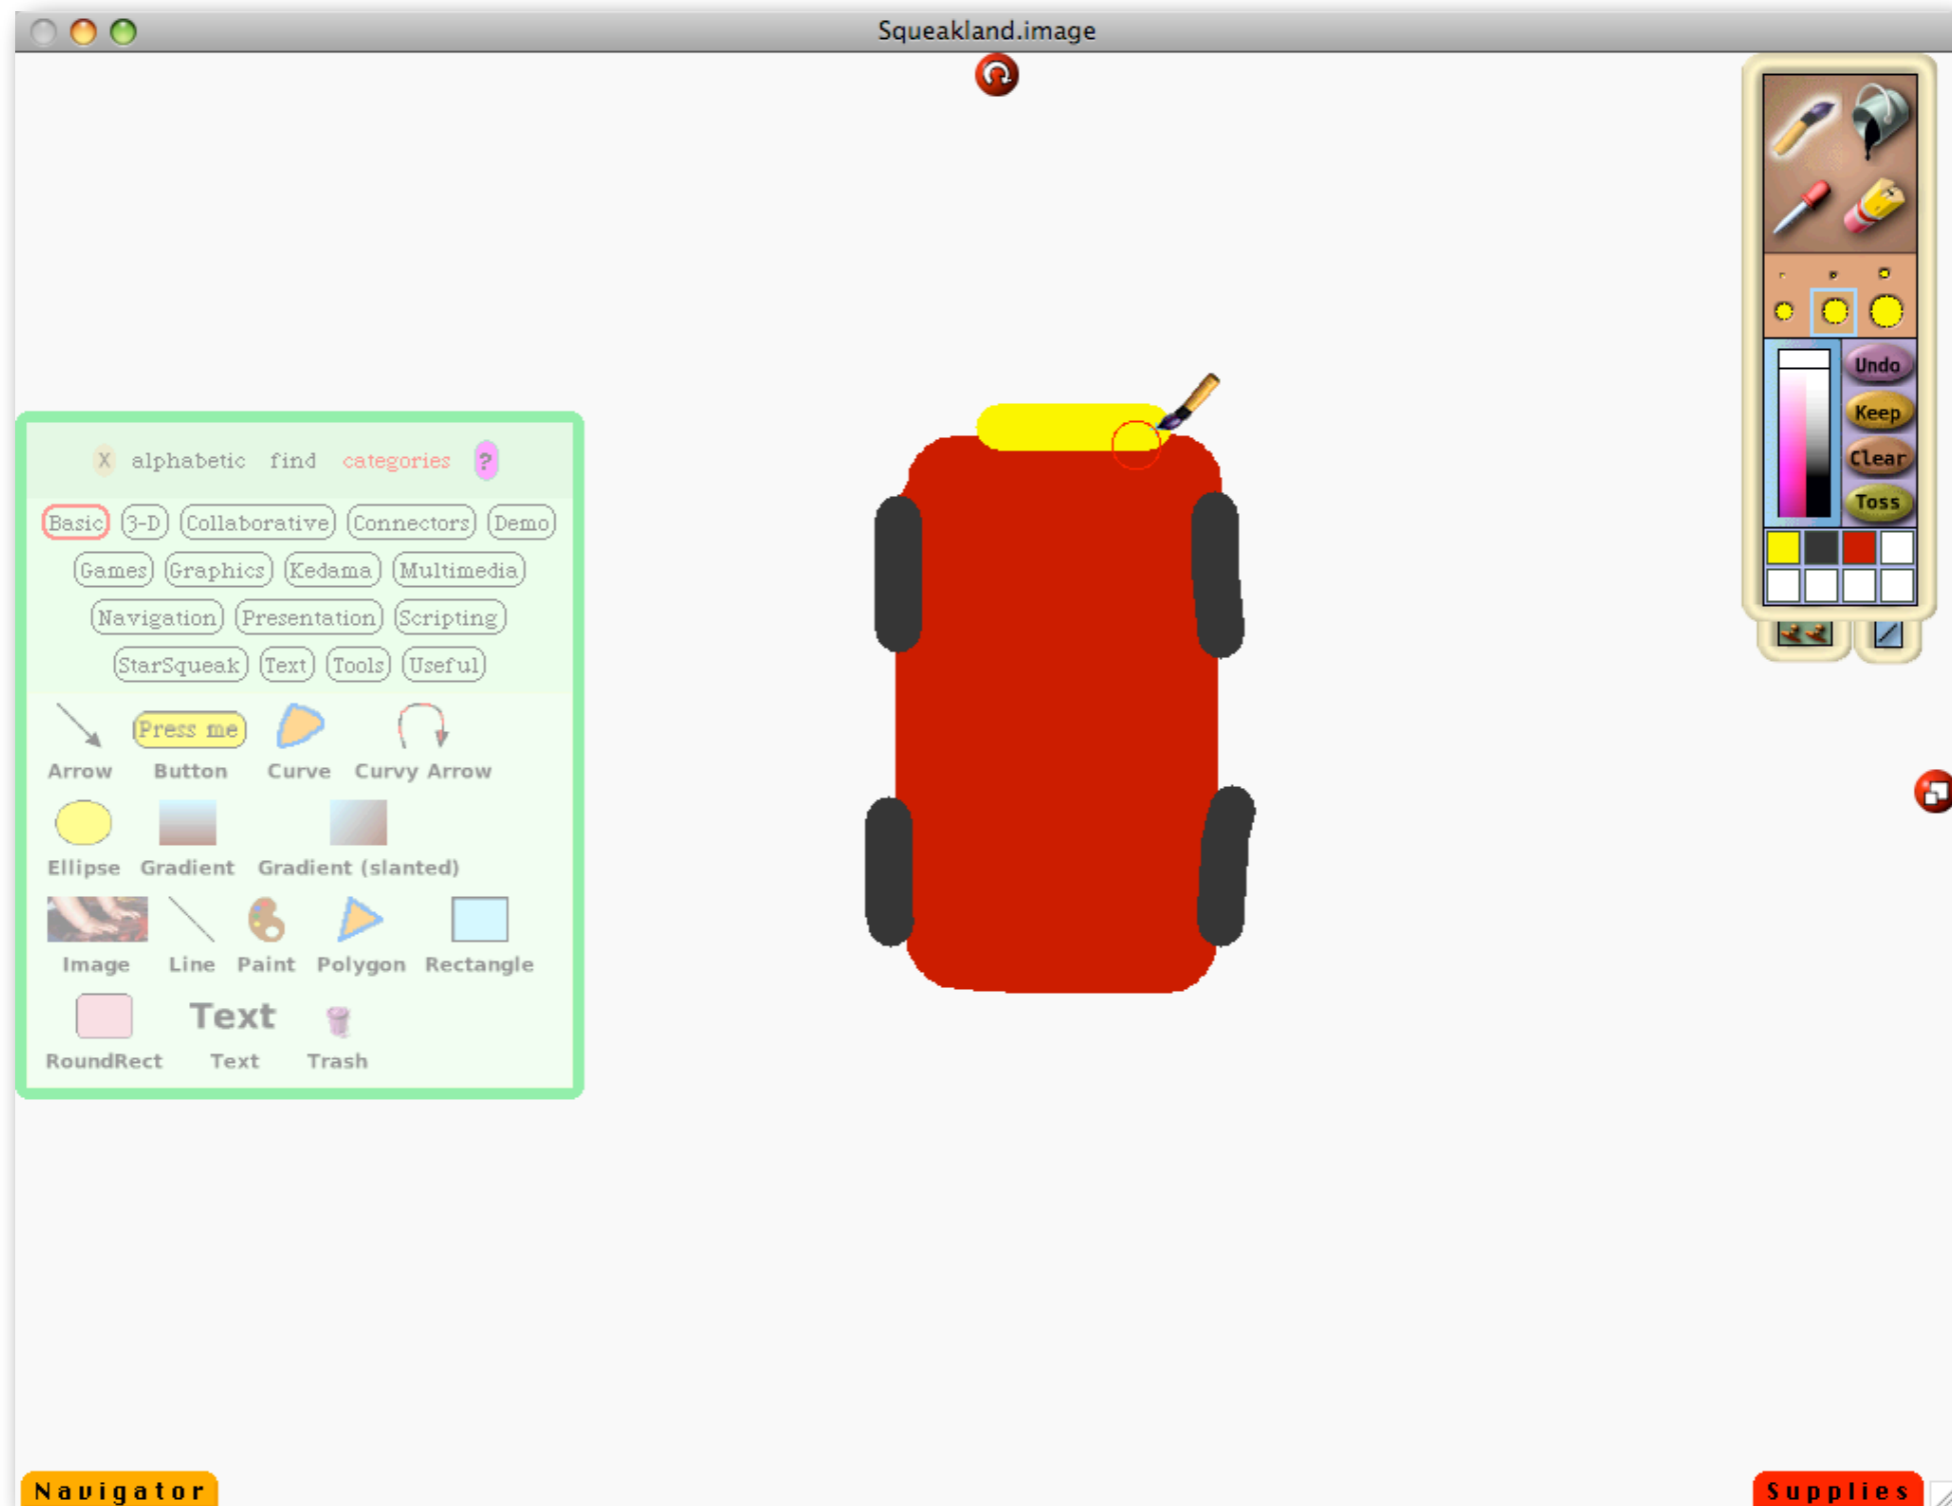 Squeakland.image
Undo
Keep
Clear
Toss
X alphabetic find categories ?
Basic 3-D Collaborative Connectors Demo
Games Graphics Kedama Multimedia
Navigation Presentation Scripting
StarSqueak Text Tools Useful
Press me
Arrow Button Curve Curvy Arrow
Ellipse Gradient Gradient (slanted)
Image Line Paint Polygon Rectangle
Text
RoundRect Text Trash
Navigator
Supplies